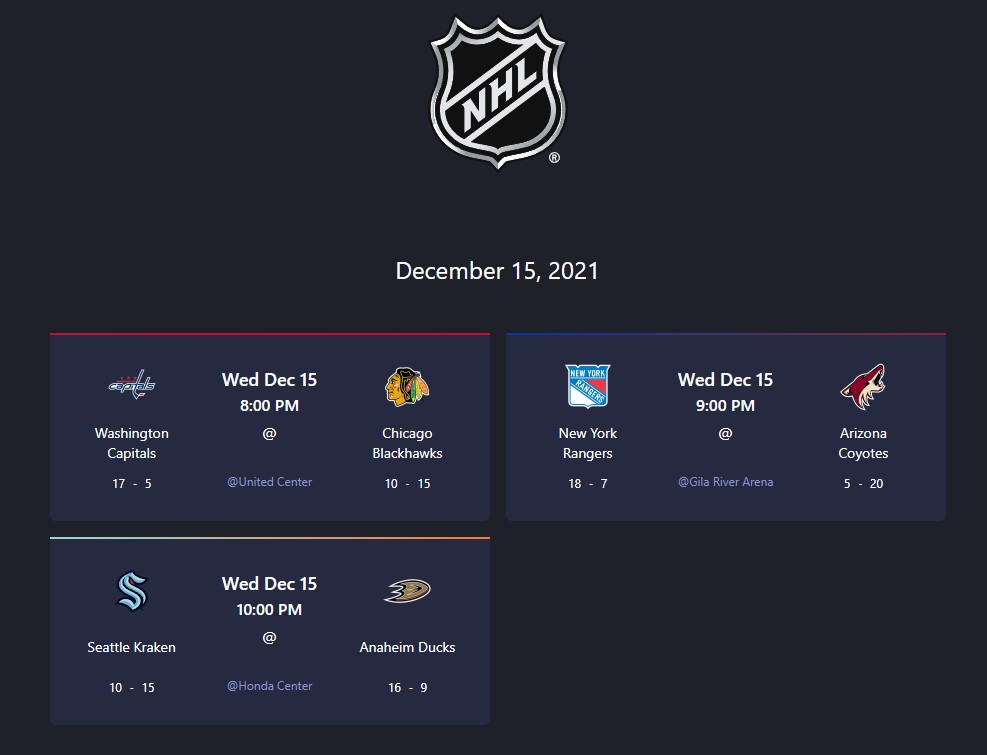 NHL
®
December 15, 2021
capitals
Wed Dec 15
8:00 PM
Washington
Capitals
@
Chicago
Blackhawks
17 - 5
@United Center
10 - 15
NEW YORK
RANGERS
Wed Dec 15
9:00 PM
New York
Rangers
@
Arizona
Coyotes
18 - 7
@Gila River Arena
5 - 20
Wed Dec 15
10:00 PM
@
Seattle Kraken
Anaheim Ducks
10 - 15
@Honda Center
16 - 9